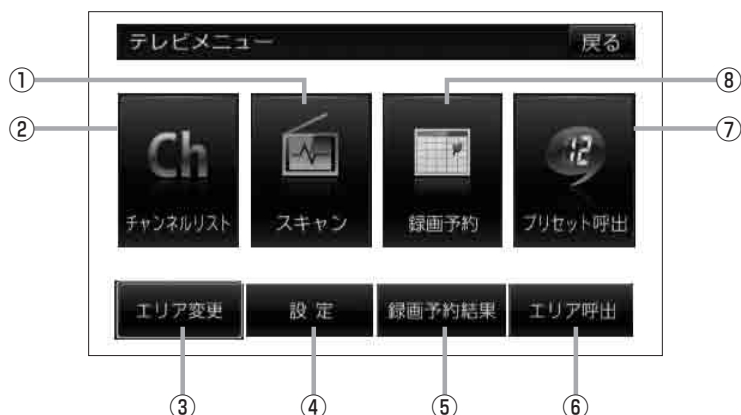 テレビメニュー 戻る
① ⑧
② ⑦
Ch 12
チャンネルリスト スキャン 録画予約 プリセット呼出
エリア変更 設 定 録画予約結果 エリア呼出
③ ④ ⑤ ⑥